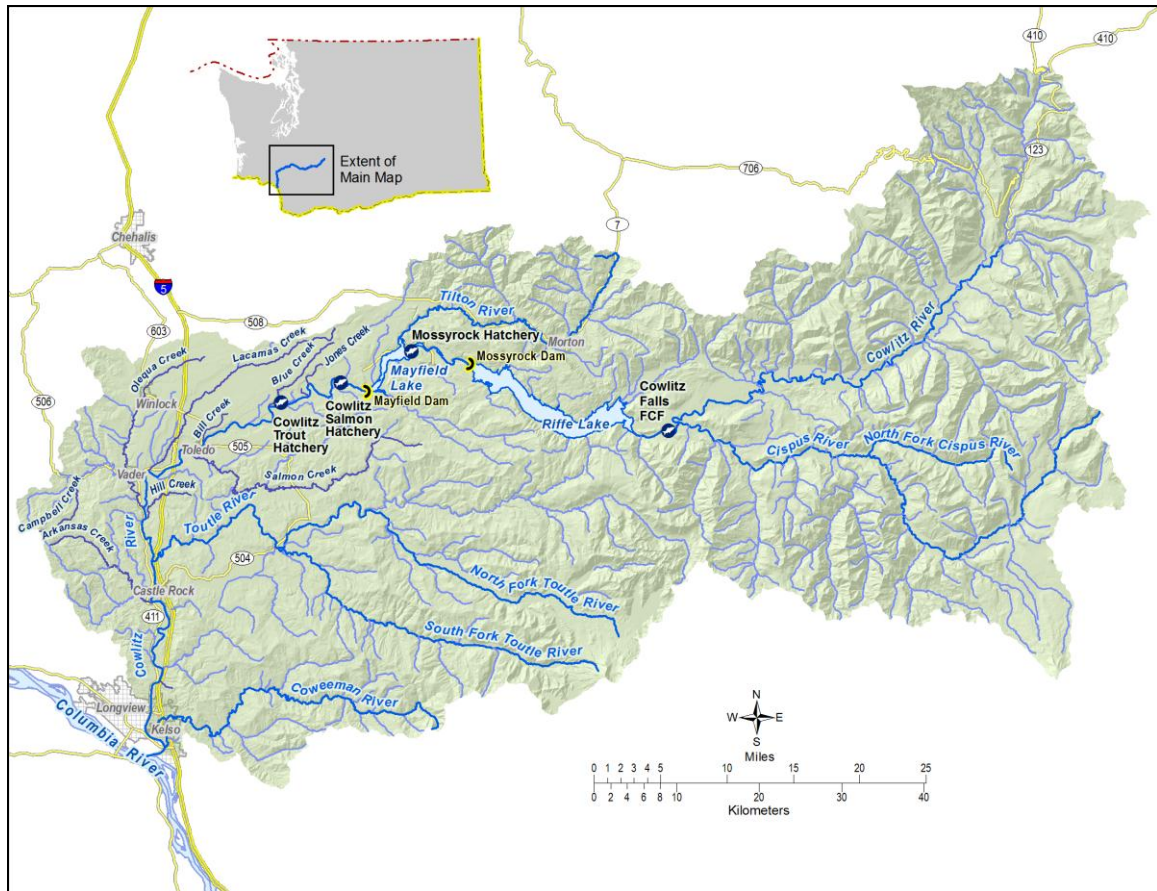 410
410
Extent of
Main Map
123
706
7
Chehalis
5
603
508
Tilton River
Cowlitz River
Lacamas Creek
Jones Creek
Blue Creek
Olequa Creek
Mossyrock Hatchery
Morton
Mossyrock Dam
Mayfield
Lake
506
Winlock
Bill Creek
Mayfield Dam
Cowlitz
Salmon
Hatchery
Cowlitz
Trout
Hatchery
Cowlitz
Falls
FCF
Riffe Lake
Toledo
505
Cispus River
North Fork Cispus River
Salmon Creek
Vader
Hill Creek
Campbell Creek
Arkansas Creek
River
Toutle River
504
Castle Rock
North Fork Toutle River
411
South Fork Toutle River
Cowlitz
Coweeman River
Longview
Kelso
Columbia River
N
W E
S
Miles
0 1 2 3 4 5 10 15 20 25
0 2 4 6 8 10 20 30 40
Kilometers